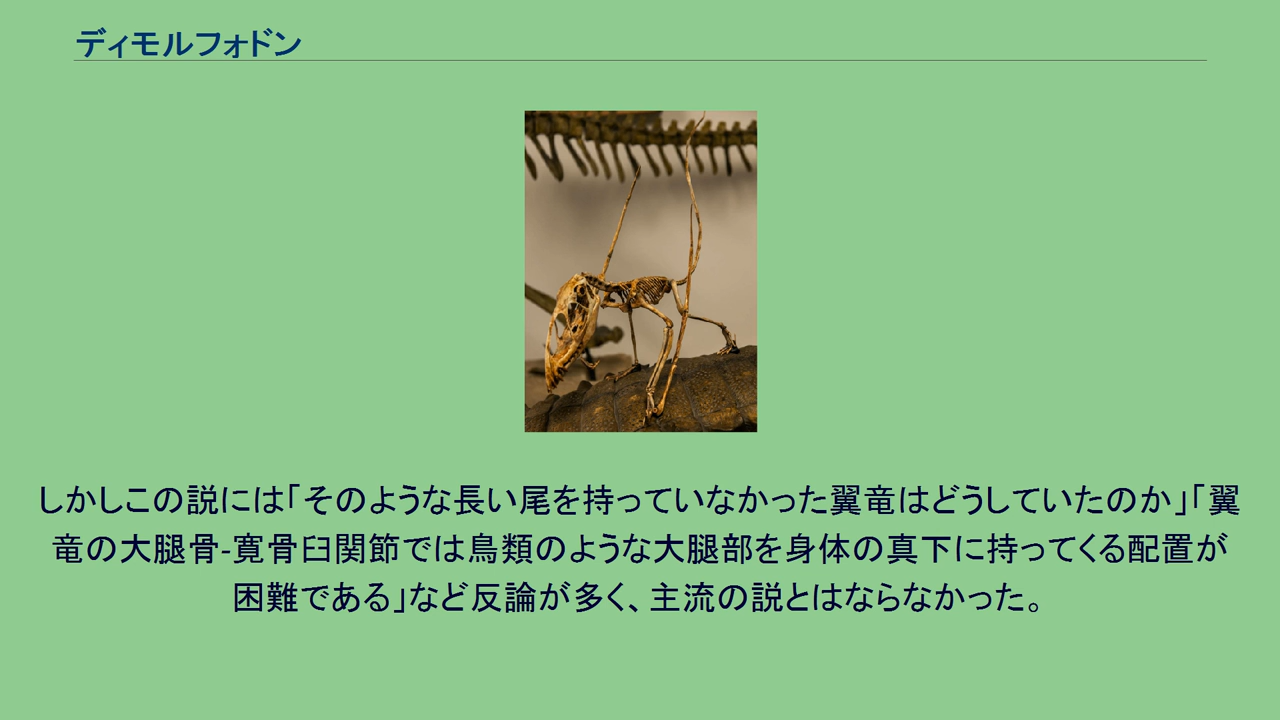 ディモルフォドン
しかしこの説には「そのような長い尾を持っていなかった翼竜はどうしていたのか」「翼
竜の大腿骨-寛骨臼関節では鳥類のような大腿部を身体の真下に持ってくる配置が
困難である」など反論が多く、主流の説とはならなかった。